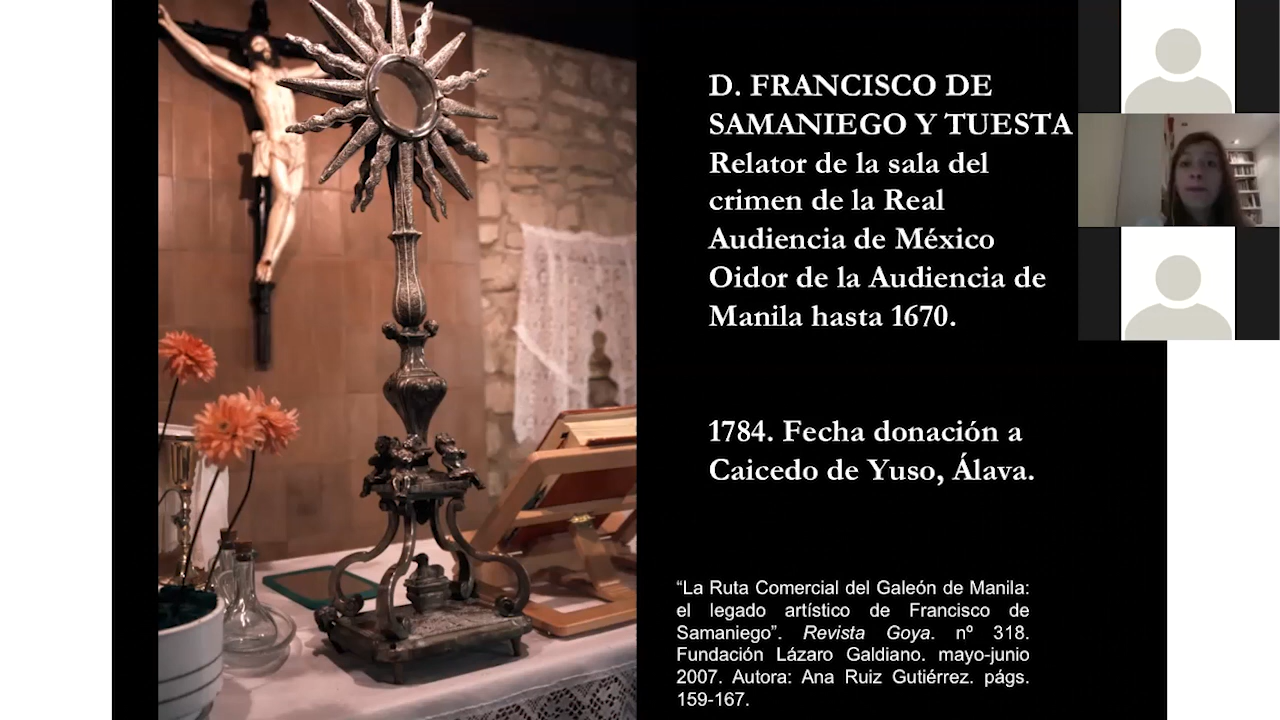 D. FRANCISCO DE
SAMANIEGO Y TUESTA
Relator de la sala del
crimen de la Real
Audiencia de México
Oidor de la Audiencia de
Manila hasta 1670.
1784. Fecha donación a
Caicedo de Yuso, Álava.
“La Ruta Comercial del Galeón de Manila:
el legado artístico de Francisco de
Samaniego”. Revista Goya. nº 318.
Fundación Lázaro Galdiano. mayo-junio
2007. Autora: Ana Ruiz Gutiérrez. págs.
159-167.